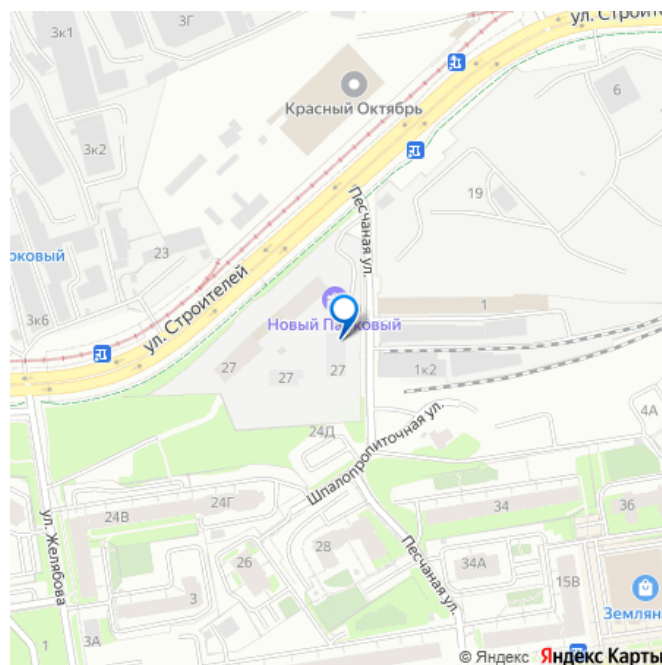 ул. Строителей
3Г
3к1
6
Красный Октябрь
3к2
19
Песчаная ул.
23
ул. Строителей
роковый
1
Новый Парковый
3к6
27
27
27
1к2
Шпалопропиточная ул.
4А
24Д
24Г
34
36
24В
ул. Желябова
28
Песчаная ул.
26
34А
15В
3
Землян
3А
1
© Яндекс Яндекс Карты